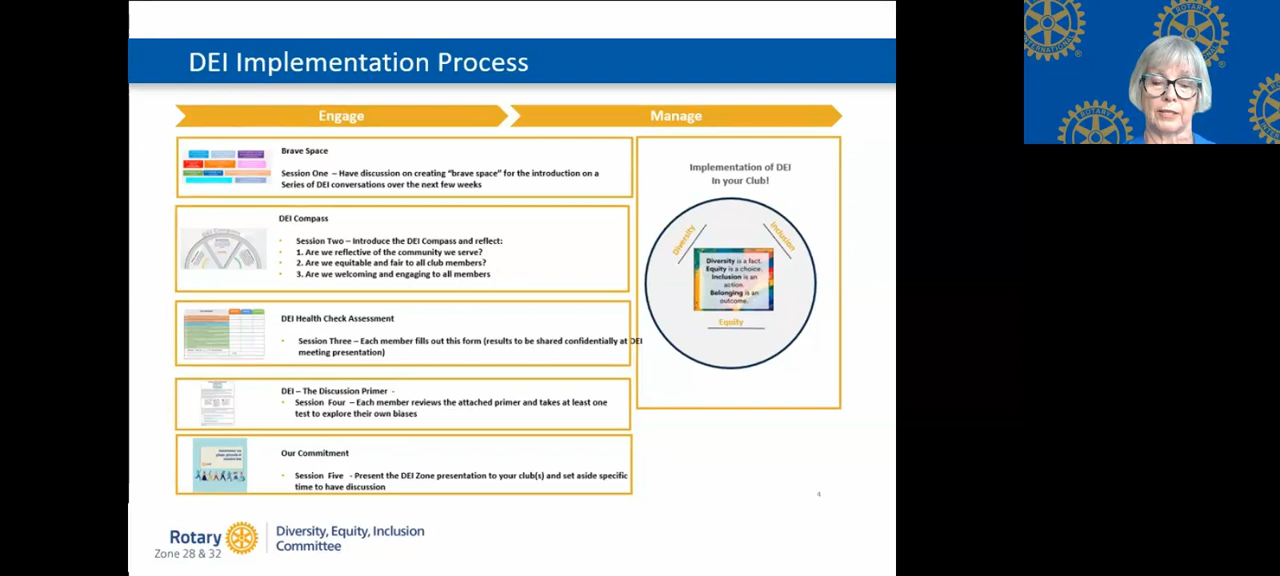 DEI Implementation Process
Engage
Manage
Brave Space
Session One – Have discussion on creating "brave space" for the introduction on a
Series of DEI conversations over the next few weeks
DEI Compass
• Session Two – Introduce the DEI Compass and reflect:
• 1. Are we reflective of the community we serve?
• 2. Are we equitable and fair to all club members?
• 3. Are we welcoming and engaging to all members
DEI Health Check Assessment
• Session Three – Each member fills out this form (results to be shared confidentially at DEI
meeting presentation)
DEI – The Discussion Primer -
• Session Four – Each member reviews the attached primer and takes at least one
test to explore their own biases
Our Commitment
• Session Five - Present the DEI Zone presentation to your club(s) and set aside specific
time to have discussion
Implementation of DEI
In your Club!
Diversity
Inclusion
Diversity is a fact.
Equity is a choice.
Inclusion is an
action.
Belonging is an
outcome.
Equity
4
Rotary
Zone 28 & 32
Diversity, Equity, Inclusion
Committee
ROTARY
INTERNATIONAL
ROTARY
INTERNATIONAL